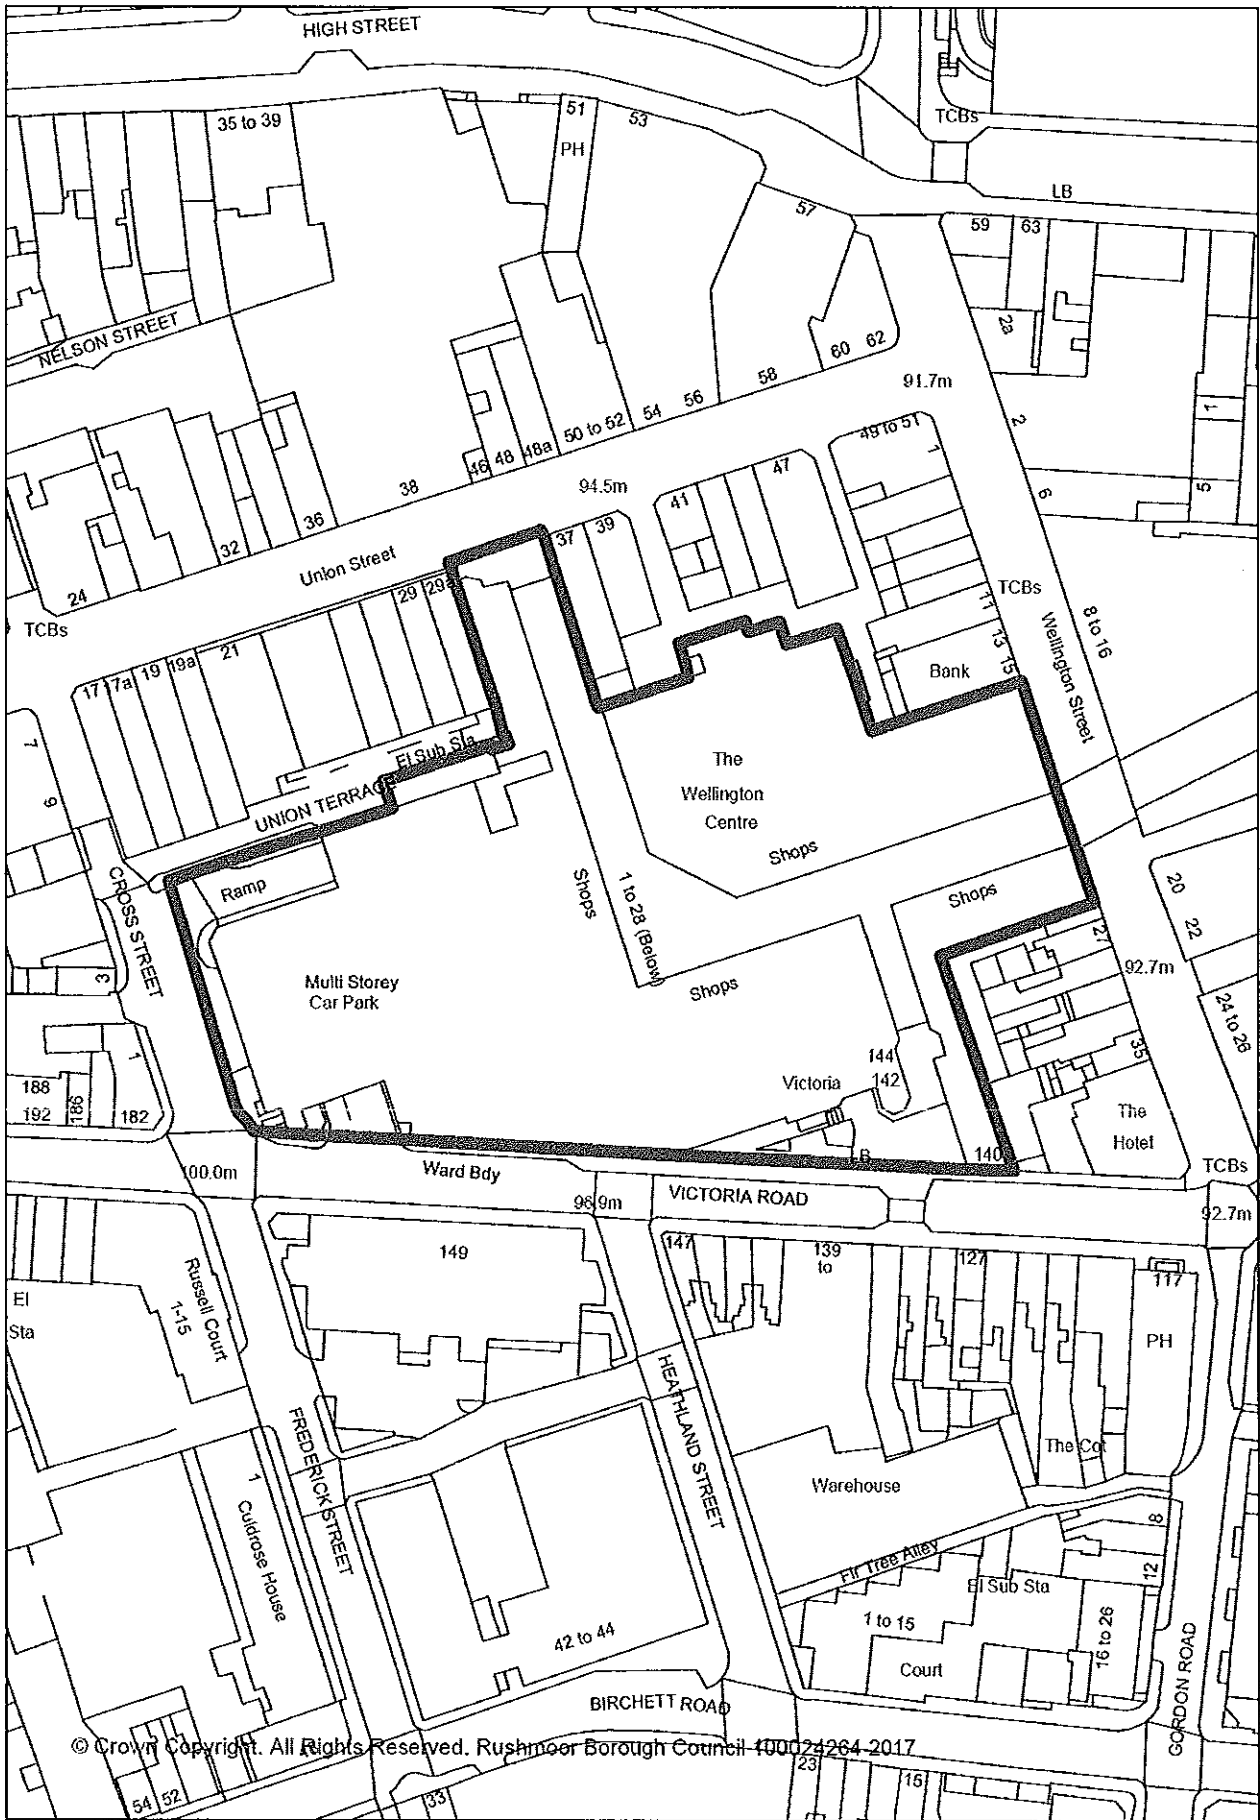 HIGH STREET
35 to 39
51
PH
53
TCBs
LB
57
59
63
2a
NELSON STREET
60
62
58
56
54
50 to 52
48a
48
46
38
36
32
24
91.7m
94.5m
1
2
5
6
49 to 51
1
47
41
39
37
Union Street
29a
29
21
19a
19
17a
17
TCBs
7
9
El Sub Sta
UNION TERRACE
TCBs
11
13
15
Bank
8 to 16
Wellington Street
The
Wellington
Centre
Shops
Shops
Shops
1 to 28 (Below)
Shops
Ramp
CROSS STREET
3
Multi Storey
Car Park
20
22
27
92.7m
24 to 26
35
144
142
Victoria
1
188
192
186
182
LB
140
The
Hotel
TCBs
100.0m
Ward Bdy
96.9m
VICTORIA ROAD
92.7m
149
147
139
to
127
117
PH
El
Sta
Russell Court
1-15
HEATHLAND STREET
FREDERICK STREET
The Cot
Warehouse
1
Culdrose House
Fir Tree Alley
El Sub Sta
8
12
1 to 15
Court
16 to 26
42 to 44
BIRCHETT ROAD
GORDON ROAD
© Crown Copyright. All Rights Reserved. Rushmoor Borough Council 100024264 2017
54
52
33
23
15